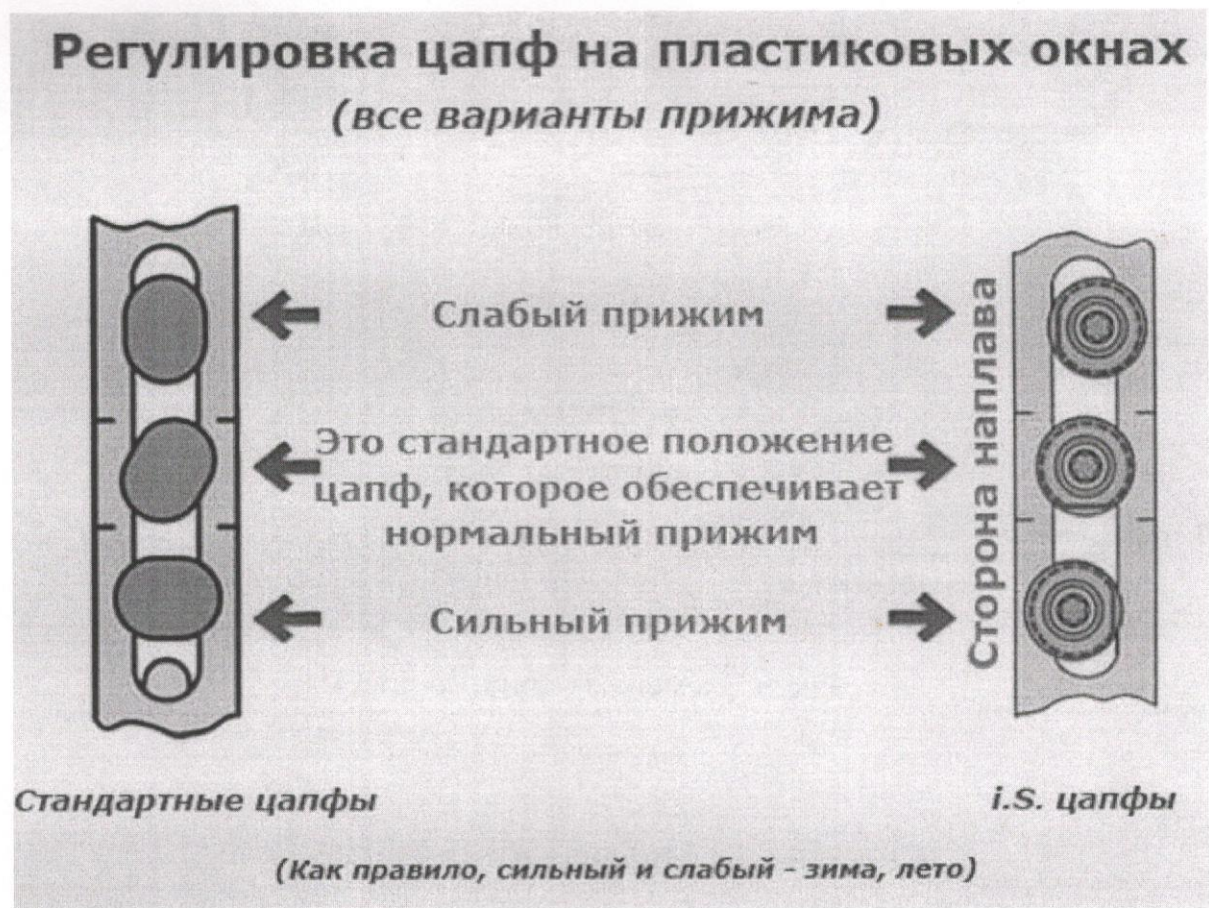 Регулировка цапф на пластиковых окнах
(все варианты прижима)
Слабый прижим
Это стандартное положение
цапф, которое обеспечивает
нормальный прижим
Сильный прижим
Сторона наплава
Стандартные цапфы
i.S. цапфы
(Как правило, сильный и слабый - зима, лето)